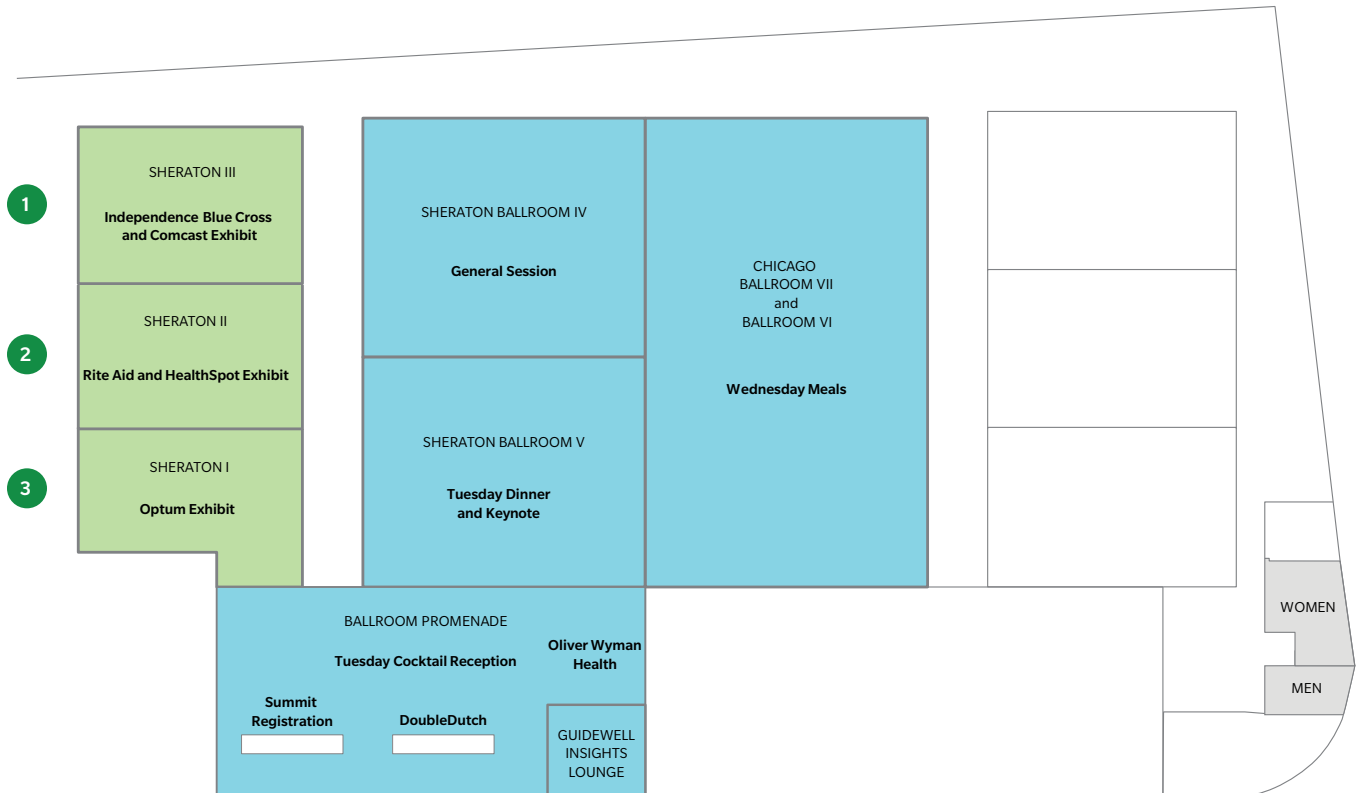 1
SHERATON III
Independence Blue Cross
and Comcast Exhibit
2
SHERATON II
Rite Aid and HealthSpot Exhibit
3
SHERATON I
Optum Exhibit
SHERATON BALLROOM IV
General Session
SHERATON BALLROOM V
Tuesday Dinner
and Keynote
CHICAGO
BALLROOM VII
and
BALLROOM VI
Wednesday Meals
BALLROOM PROMENADE
Tuesday Cocktail Reception
Oliver Wyman
Health
Summit
Registration
DoubleDutch
GUIDEWELL
INSIGHTS
LOUNGE
WOMEN
MEN